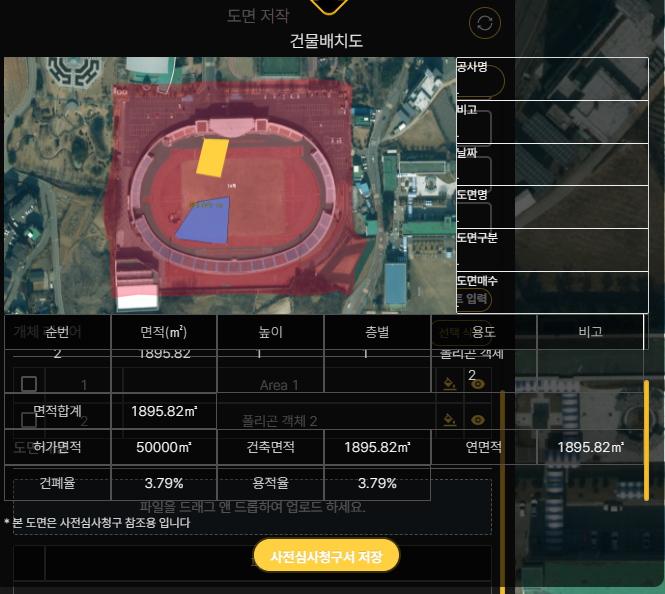 도면 저작
건물배치도
공사명
-
비고
-
날짜
-
도면명
-
도면구분
-
도면매수
-
트 입력
개체 레이어
순번 면적(㎡) 높이 층별 용도 비고
2 1895.82 1 1 폴리곤 객체 2
1 Area 1
면적합계 1895.82㎡
2 폴리곤 객체 2
허가면적 50000㎡ 건축면적 1895.82㎡ 연면적 1895.82㎡
건폐율 3.79% 용적율 3.79%
파일을 드래그 앤 드롭하여 업로드 하세요.
* 본 도면은 사전심사청구 참조용 입니다
사전심사청구서 저장